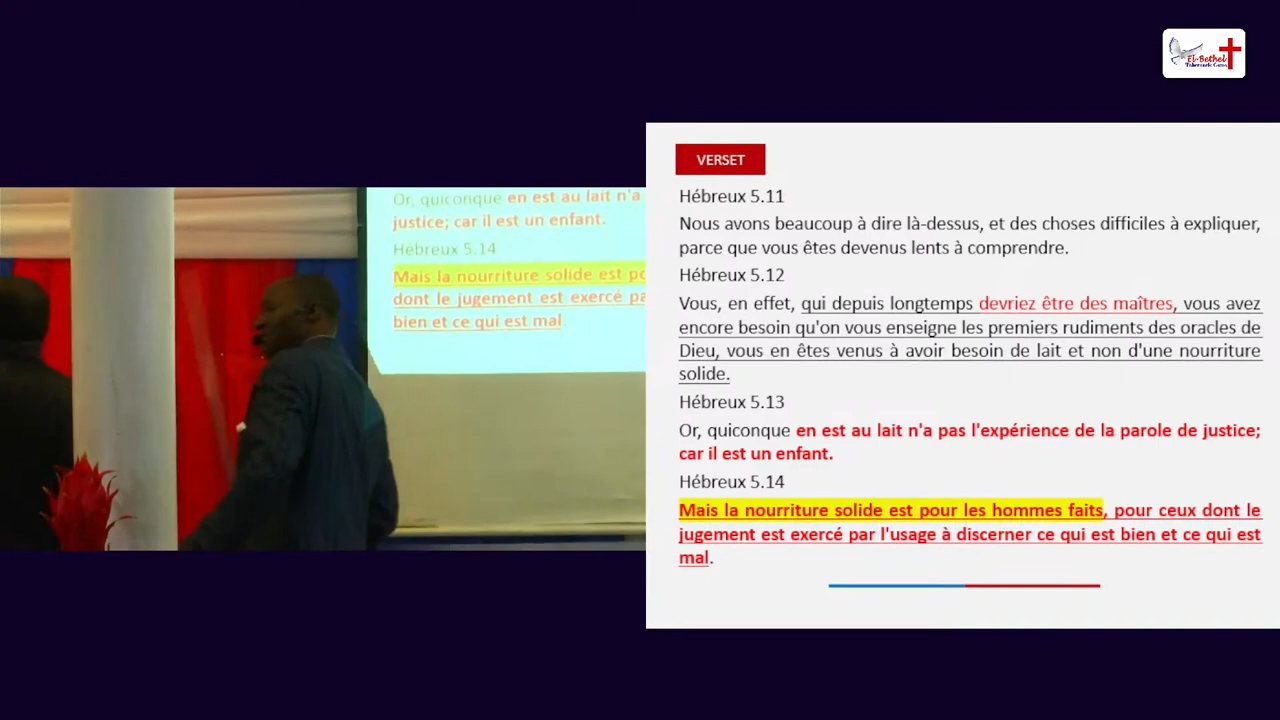 El-Bethel
Or, quiconque en est au lait n'a
justice; car il est un enfant.
Hébreux 5.14
Mais la nourriture solide est po
dont le jugement est exercé pa
bien et ce qui est mal.
VERSET
Hébreux 5.11
Nous avons beaucoup à dire là-dessus, et des choses difficiles à expliquer,
parce que vous êtes devenus lents à comprendre.
Hébreux 5.12
Vous, en effet, qui depuis longtemps devriez être des maîtres, vous avez
encore besoin qu'on vous enseigne les premiers rudiments des oracles de
Dieu, vous en êtes venus à avoir besoin de lait et non d'une nourriture
solide.
Hébreux 5.13
Or, quiconque en est au lait n'a pas l'expérience de la parole de justice;
car il est un enfant.
Hébreux 5.14
Mais la nourriture solide est pour les hommes faits, pour ceux dont le
jugement est exercé par l'usage à discerner ce qui est bien et ce qui est
mal.